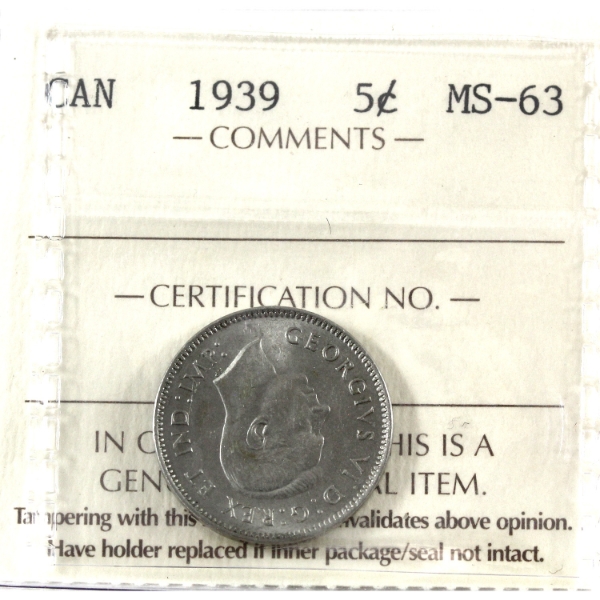 CAN 1939 5¢ MS-63
— COMMENTS —
— CERTIFICATION NO. —
GEORGIVS VI D:G:REX ET IND:IMP:
IN HIS IS A
GEN AL ITEM.
Tampering with this validates above opinion.
Have holder replaced if inner package/seal not intact.